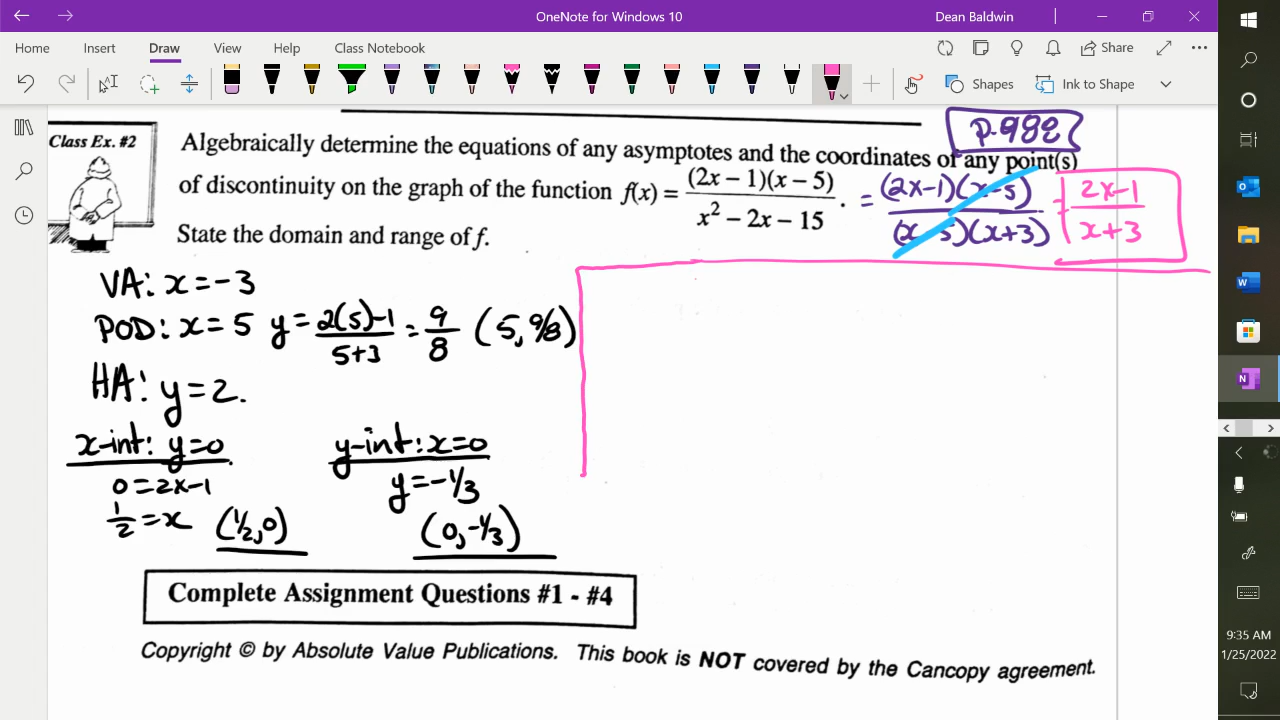 OneNote for Windows 10
Dean Baldwin
Home Insert Draw View Help Class Notebook
Share
Shapes
Ink to Shape
P.982
Class Ex. #2
Algebraically determine the equations of any asymptotes and the coordinates of any point(s)
of discontinuity on the graph of the function f(x) = (2x − 1)(x − 5) / x² − 2x − 15 . = (2x-1)(x-5) / (x-5)(x+3) = 2x-1 / x+3
State the domain and range of f.
VA: x = -3
POD: x = 5 y = 2(5)-1 / 5+3 = 9/8 (5, 9/8)
HA: y = 2.
x-int: y=0 y-int: x=0
0 = 2x-1 y = -1/3
1/2 = x (1/2, 0) (0, -1/3)
Complete Assignment Questions #1 - #4
Copyright © by Absolute Value Publications. This book is NOT covered by the Cancopy agreement.
9:35 AM
1/25/2022